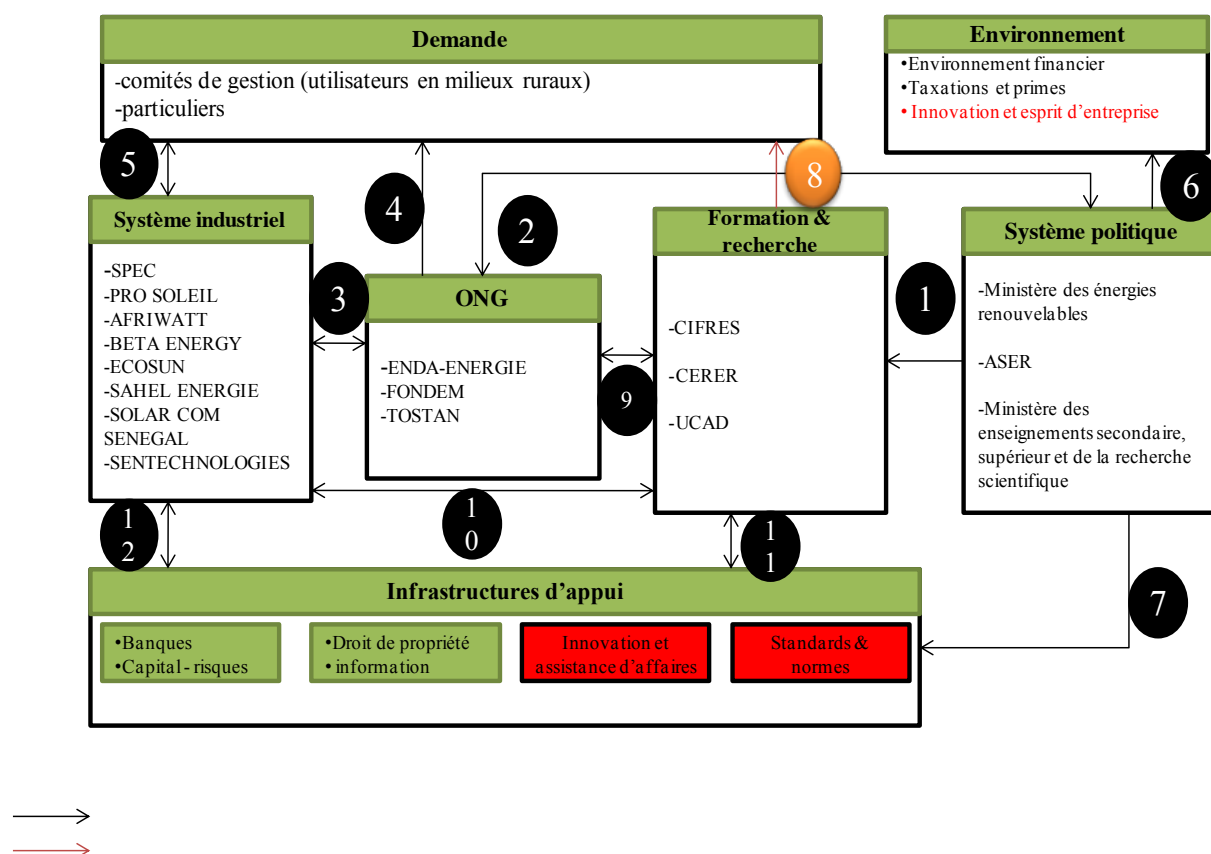 Demande
-comités de gestion (utilisateurs en milieux ruraux)
-particuliers
Environnement
•Environnement financier
•Taxations et primes
• Innovation et esprit d'entreprise
5
4
2
8
6
Système industriel
-SPEC
-PRO SOLEIL
-AFRIWATT
-BETA ENERGY
-ECOSUN
-SAHEL ENERGIE
-SOLAR COM
SENEGAL
-SENTECHNOLOGIES
3
ONG
-ENDA-ENERGIE
-FONDEM
-TOSTAN
9
Formation &
recherche
-CIFRES
-CERER
-UCAD
1
Système politique
-Ministère des énergies
renouvelables
-ASER
-Ministère des
enseignements secondaire,
supérieur et de la recherche
scientifique
1
2
1
0
1
1
7
Infrastructures d'appui
•Banques
•Capital - risques
•Droit de propriété
• information
Innovation et
assistance d'affaires
Standards &
normes